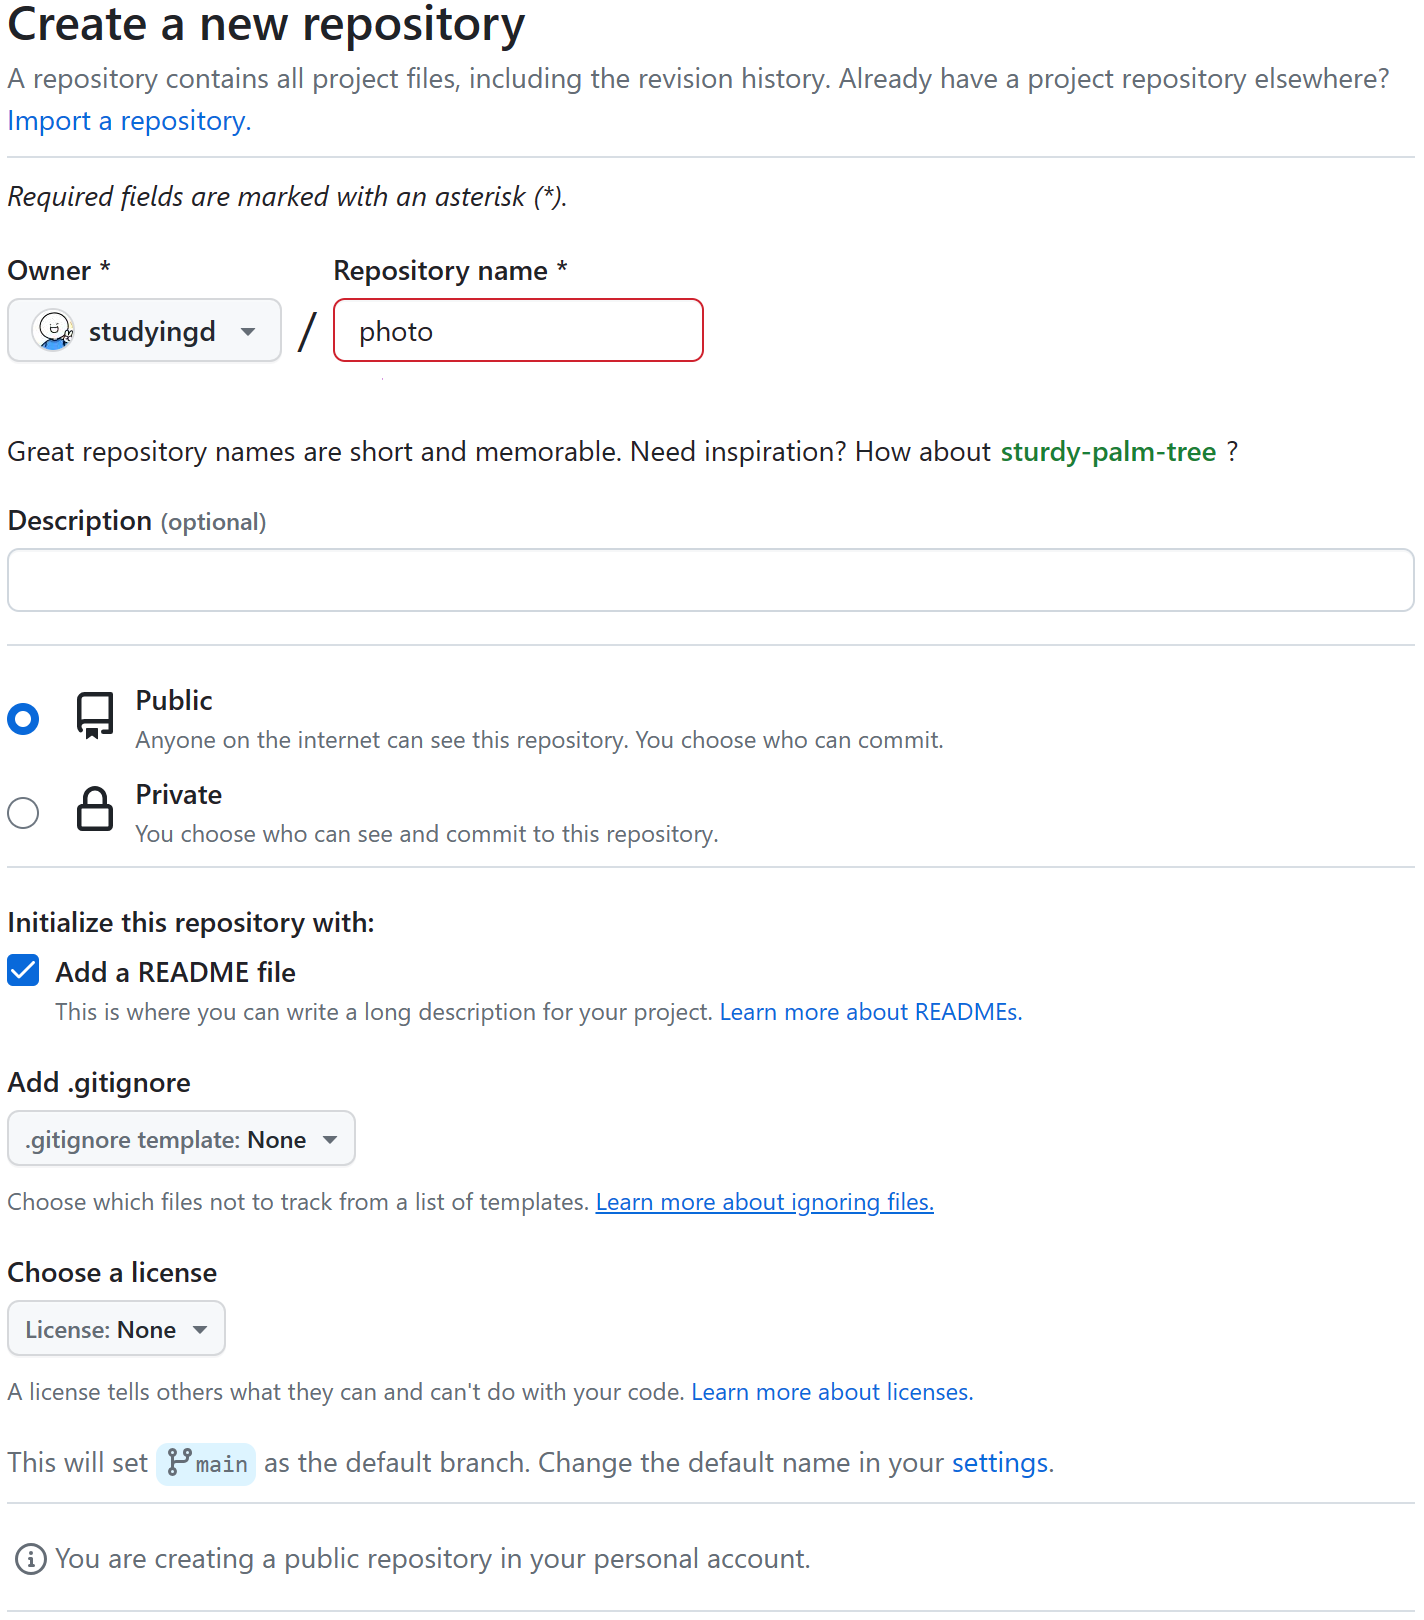 Create a new repository
A repository contains all project files, including the revision history. Already have a project repository elsewhere?
Import a repository.
Required fields are marked with an asterisk (*).
Owner * Repository name *
studyingd / photo
Great repository names are short and memorable. Need inspiration? How about sturdy-palm-tree ?
Description (optional)
Public
Anyone on the internet can see this repository. You choose who can commit.
Private
You choose who can see and commit to this repository.
Initialize this repository with:
Add a README file
This is where you can write a long description for your project. Learn more about READMEs.
Add .gitignore
.gitignore template: None
Choose which files not to track from a list of templates. Learn more about ignoring files.
Choose a license
License: None
A license tells others what they can and can't do with your code. Learn more about licenses.
This will set main as the default branch. Change the default name in your settings.
You are creating a public repository in your personal account.